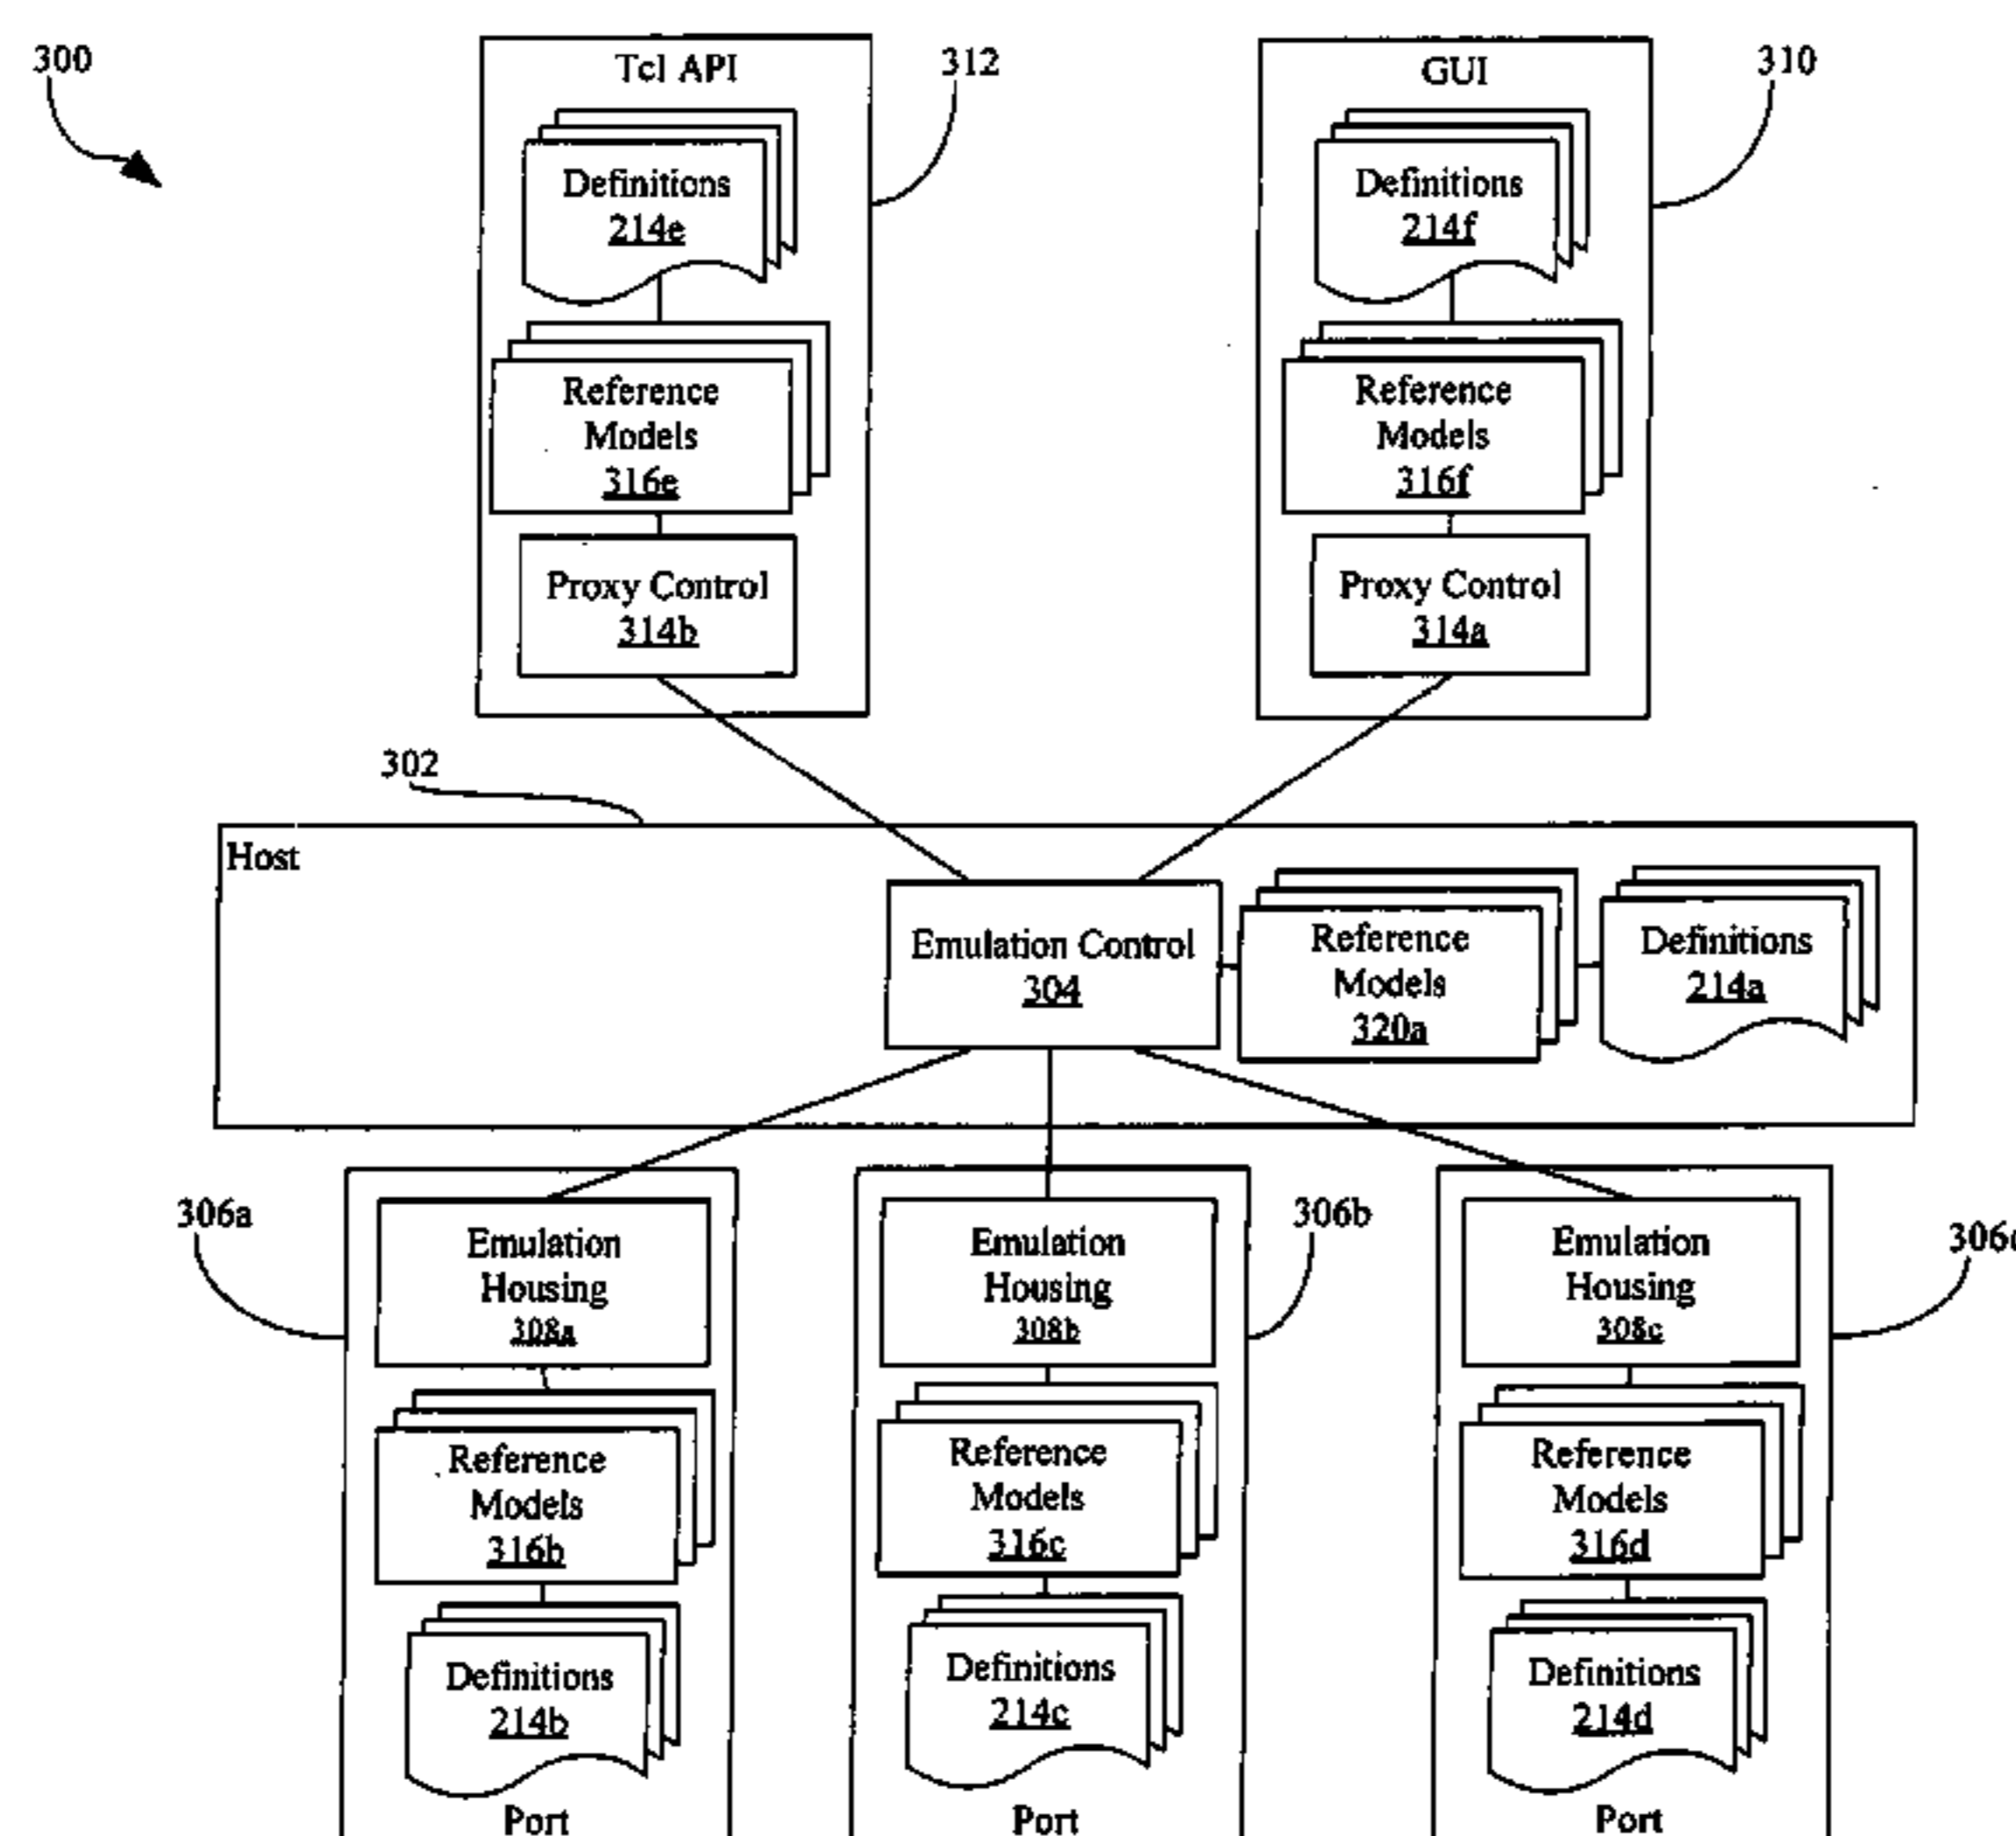 300
Tcl API
312
Definitions
214e
Reference
Models
316e
Proxy Control
314b
GUI
310
Definitions
214f
Reference
Models
316f
Proxy Control
314a
302
Host
Emulation Control
304
Reference
Models
320a
Definitions
214a
306a
Emulation
Housing
308a
Reference
Models
316b
Definitions
214b
Port
306b
Emulation
Housing
308b
Reference
Models
316c
Definitions
214c
Port
306c
Emulation
Housing
308c
Reference
Models
316d
Definitions
214d
Port